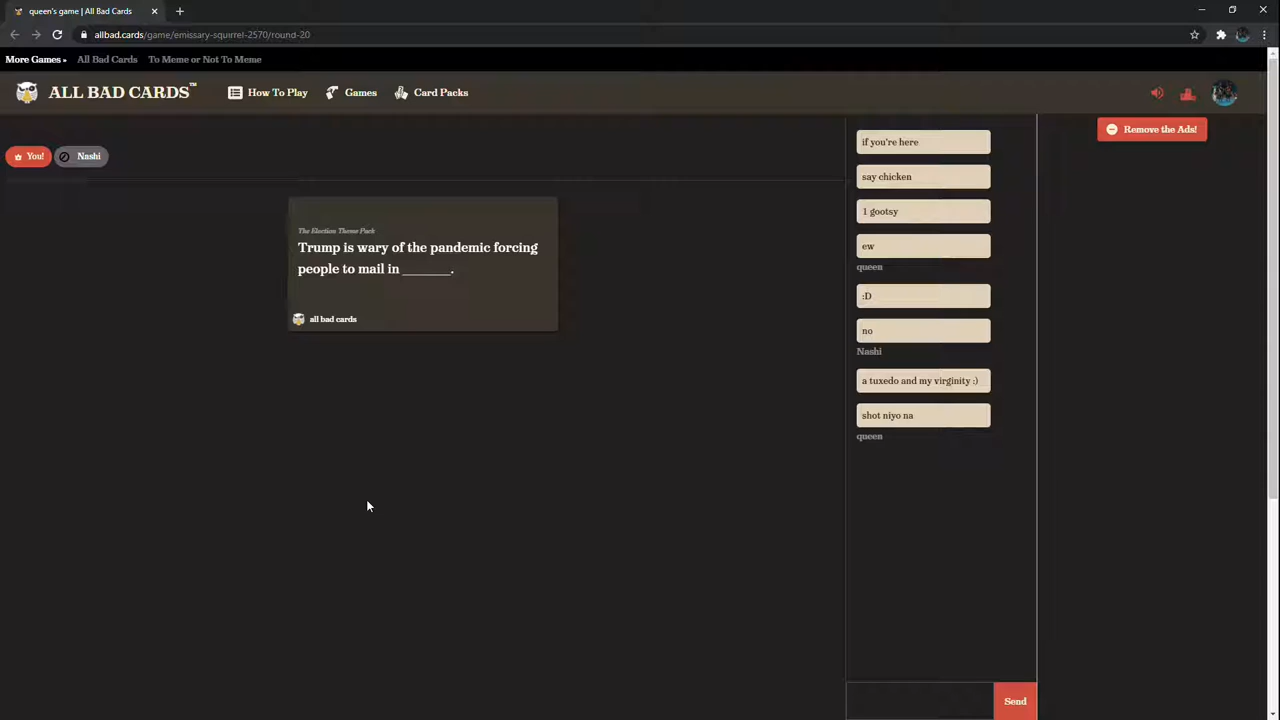 queen's game | All Bad Cards
allbad.cards/game/emissary-squirrel-2570/round-20
More Games » All Bad Cards To Meme or Not To Meme
ALL BAD CARDS™ How To Play Games Card Packs
Remove the Ads!
You! Nashi
The Election Theme Pack
Trump is wary of the pandemic forcing
people to mail in _______.
all bad cards
if you're here
say chicken
1 gootsy
ew
queen
:D
no
Nashi
a tuxedo and my virginity :)
shot niyo na
queen
Send